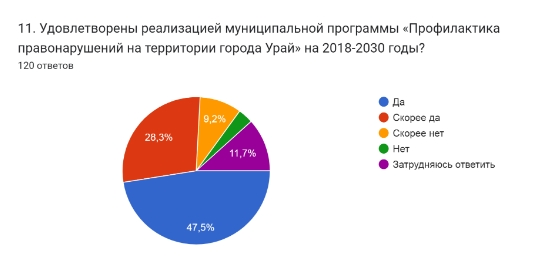 11. Удовлетворены реализацией муниципальной программы «Профилактика
правонарушений на территории города Урай» на 2018-2030 годы?
120 ответов
Да
Скорее да
Скорее нет
Нет
Затрудняюсь ответить
9,2%
28,3%
11,7%
47,5%